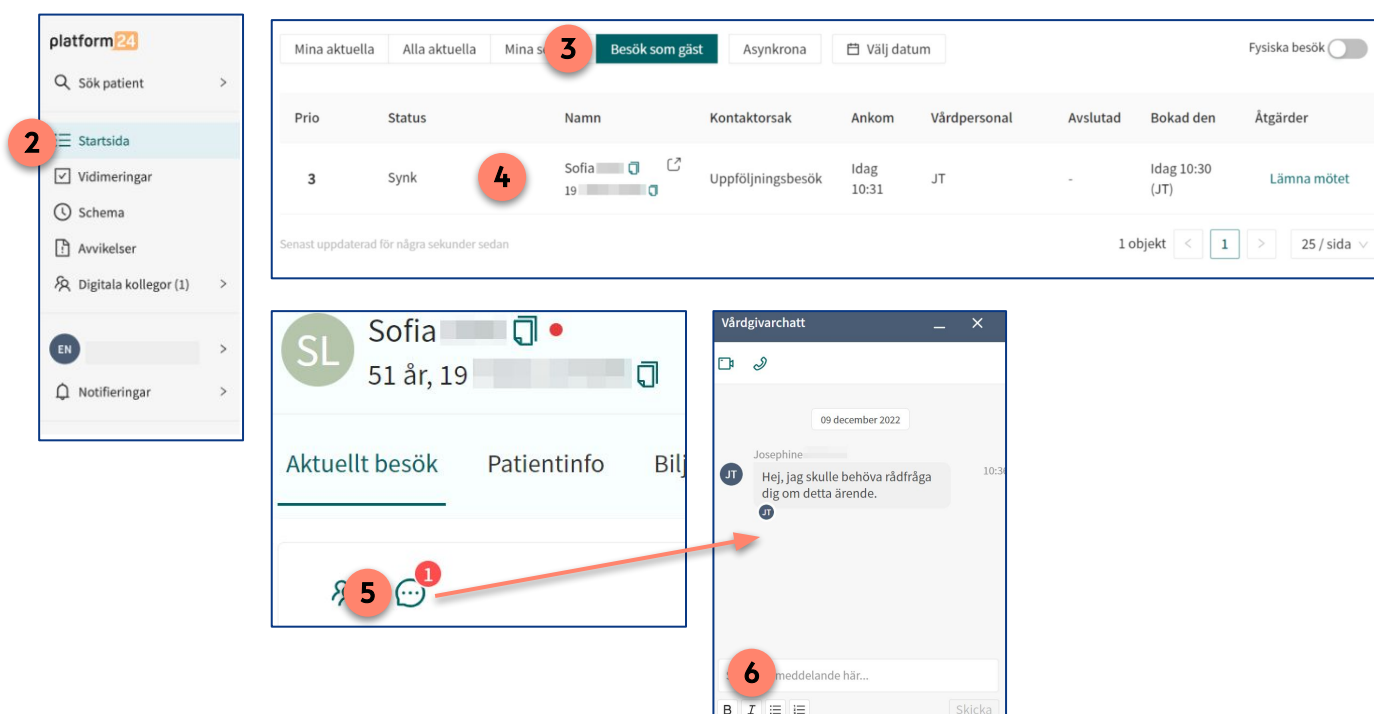 platform24
Sök patient
2
Startsida
Vidimeringar
Schema
Avvikelser
Digitala kollegor (1)
EN
Notifieringar
Mina aktuella
Alla aktuella
Mina
3
Besök som gäst
Asynkrona
Välj datum
Fysiska besök
Prio Status Namn Kontaktorsak Ankom Vårdpersonal Avslutad Bokad den Åtgärder
3 Synk 4 Sofia Uppföljningsbesök Idag JT - Idag 10:30 Lämna mötet
19 10:31 (JT)
Senast uppdaterad för några sekunder sedan
1 objekt < 1 > 25 / sida
SL
Sofia
51 år, 19
Aktuellt besök
Patientinfo
5
1
Vårdgivarchatt
09 december 2022
Josephine
JT
Hej, jag skulle behöva rådfråga
dig om detta ärende.
JT
6
meddelande här...
B I
Skicka